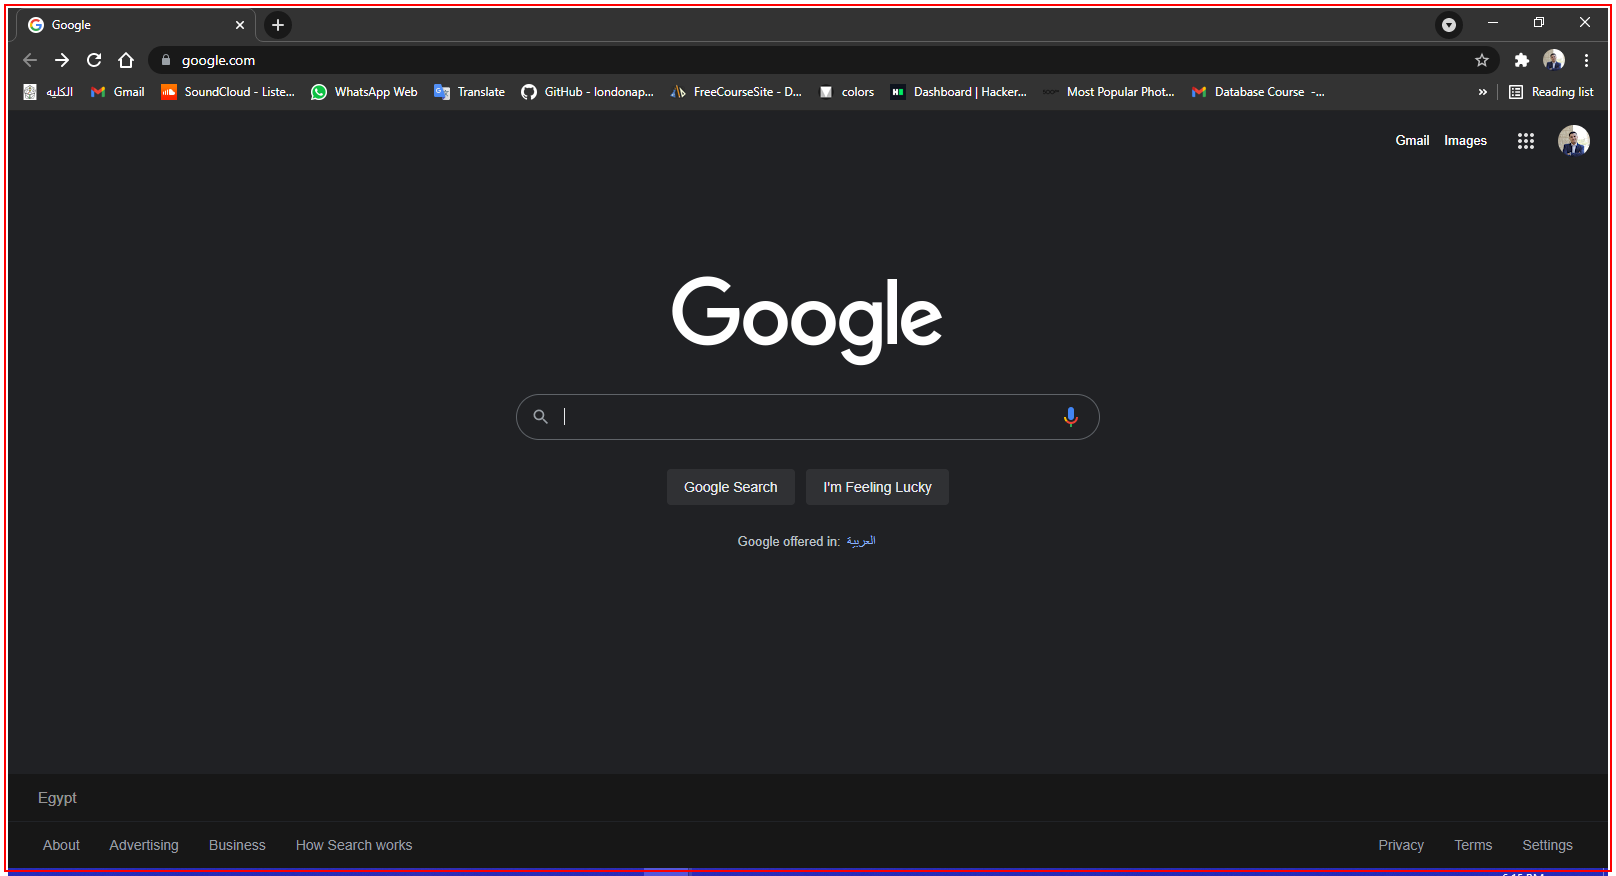 Google
google.com
الكليه Gmail SoundCloud - Liste... WhatsApp Web Translate GitHub - londonap... FreeCourseSite - D... colors Dashboard | Hacker... Most Popular Phot... Database Course -... » Reading list
Gmail Images
Google
Google Search I'm Feeling Lucky
Google offered in: العربية
Egypt
About Advertising Business How Search works Privacy Terms Settings